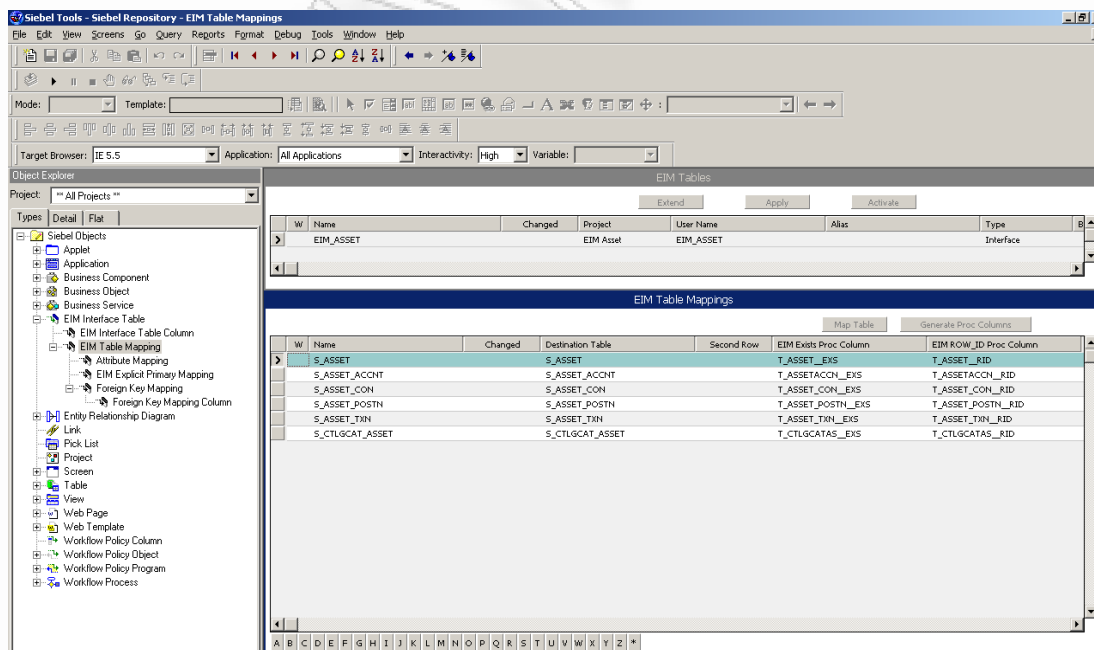 Siebel Tools - Siebel Repository - EIM Table Mappings
File Edit View Screens Go Query Reports Format Debug Tools Window Help
Mode: Template:
Target Browser: IE 5.5 Application: All Applications Interactivity: High Variable:
Object Explorer
Project: ** All Projects **
Types Detail Flat
Siebel Objects
Applet
Application
Business Component
Business Object
Business Service
EIM Interface Table
EIM Interface Table Column
EIM Table Mapping
Attribute Mapping
EIM Explicit Primary Mapping
Foreign Key Mapping
Foreign Key Mapping Column
Entity Relationship Diagram
Link
Pick List
Project
Screen
Table
View
Web Page
Web Template
Workflow Policy Column
Workflow Policy Object
Workflow Policy Program
Workflow Process
EIM Tables
Extend Apply Activate
W Name Changed Project User Name Alias Type B
EIM_ASSET EIM Asset EIM_ASSET Interface
EIM Table Mappings
Map Table Generate Proc Columns
W Name Changed Destination Table Second Row EIM Exists Proc Column EIM ROW_ID Proc Column
S_ASSET S_ASSET T_ASSET__EXS T_ASSET__RID
S_ASSET_ACCNT S_ASSET_ACCNT T_ASSETACCN__EXS T_ASSETACCN__RID
S_ASSET_CON S_ASSET_CON T_ASSET_CON__EXS T_ASSET_CON__RID
S_ASSET_POSTN S_ASSET_POSTN T_ASSET_POSTN__EXS T_ASSET_POSTN__RID
S_ASSET_TXN S_ASSET_TXN T_ASSET_TXN__EXS T_ASSET_TXN__RID
S_CTLGCAT_ASSET S_CTLGCAT_ASSET T_CTLGCATAS__EXS T_CTLGCATAS__RID
A B C D E F G H I J K L M N O P Q R S T U V W X Y Z *